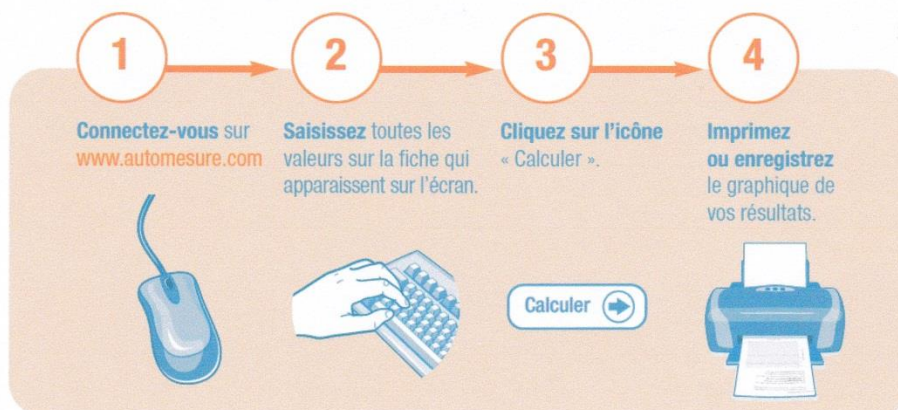 1
2
3
4
Connectez-vous sur
www.automesure.com
Saisissez toutes les
valeurs sur la fiche qui
apparaissent sur l'écran.
Cliquez sur l'icône
« Calculer ».
Imprimez
ou enregistrez
le graphique de
vos résultats.
Calculer